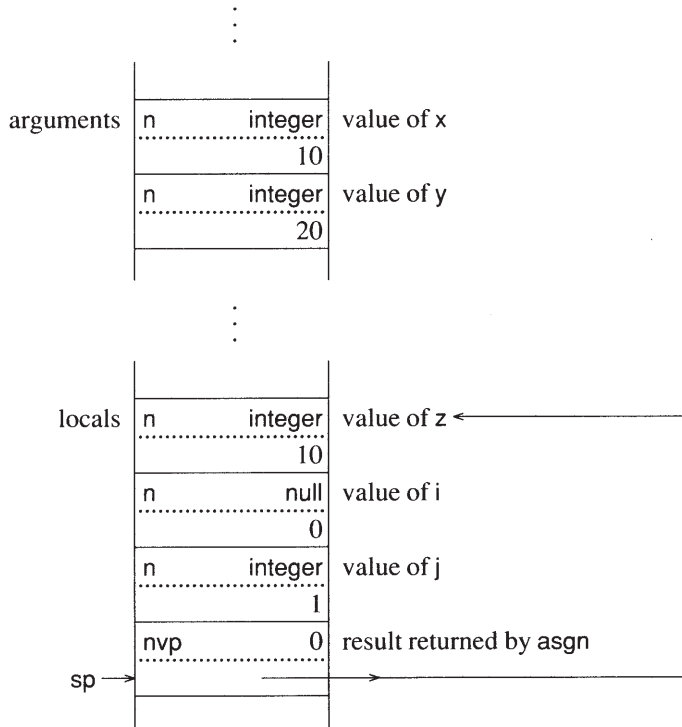 arguments n integer value of x
10
n integer value of y
20
locals n integer value of z
10
n null value of i
0
n integer value of j
1
nvp 0 result returned by asgn
sp